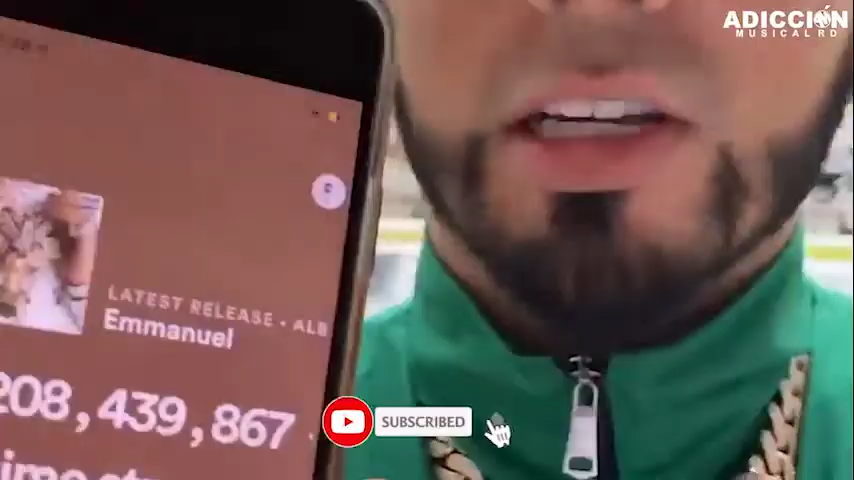 ADICCIÓN
MUSICAL RD
LATEST RELEASE • ALB
Emmanuel
208,439,867
SUBSCRIBED